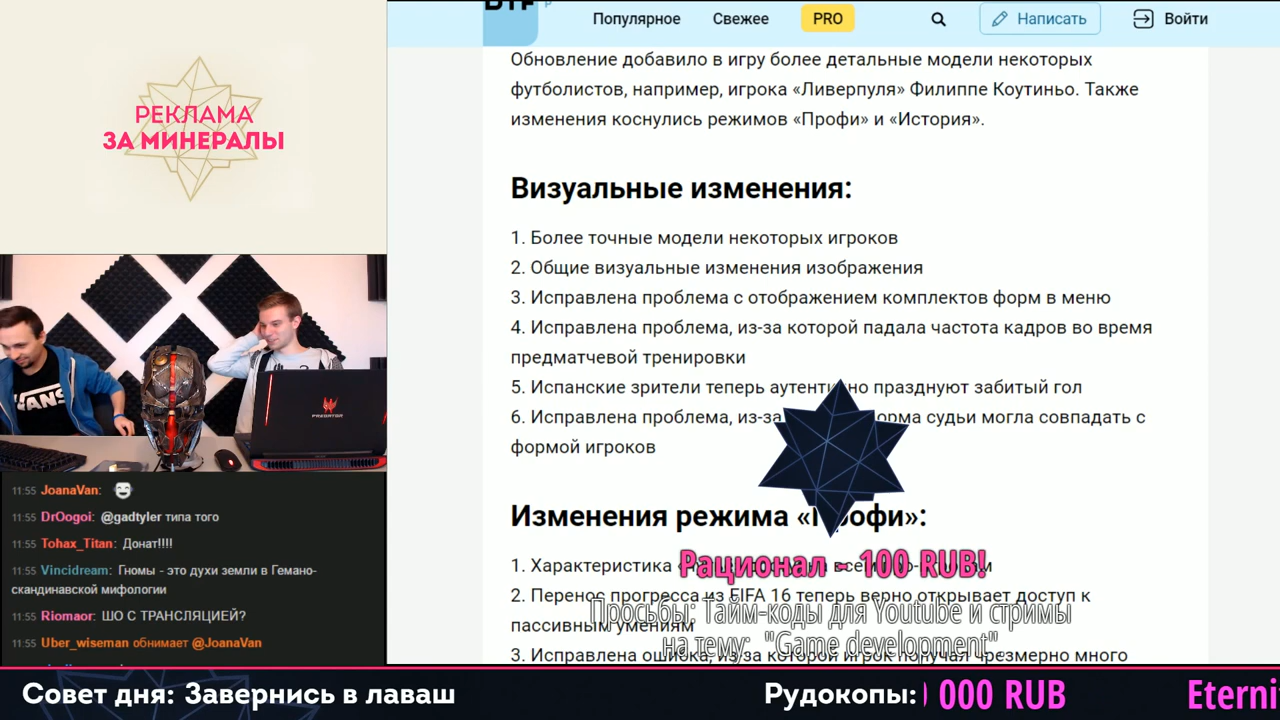 РЕКЛАМА
ЗА МИНЕРАЛЫ
VANS
PREDATOR
11:55 JoanaVan:
11:55 DrOogoi: @gadtyler типа того
11:55 Tohax_Titan: Донат!!!!
11:55 Vincidream: Гномы - это духи земли в Гемано-
скандинавской мифологии
11:55 Riomaor: ШО С ТРАНСЛЯЦИЕЙ?
11:55 Uber_wiseman обнимает @JoanaVan
DTF
Популярное Свежее PRO Написать Войти
Обновление добавило в игру более детальные модели некоторых
футболистов, например, игрока «Ливерпуля» Филиппе Коутиньо. Также
изменения коснулись режимов «Профи» и «История».
Визуальные изменения:
1. Более точные модели некоторых игроков
2. Общие визуальные изменения изображения
3. Исправлена проблема с отображением комплектов форм в меню
4. Исправлена проблема, из-за которой падала частота кадров во время
предматчевой тренировки
5. Испанские зрители теперь аутентично празднуют забитый гол
6. Исправлена проблема, из-за форма судьи могла совпадать с
формой игроков
Изменения режима «Профи»:
Рационал - 100 RUB!
1. Характеристика
2. Перенос прогресса из FIFA 16 теперь верно открывает доступ к
Просьбы: Тайм-коды для Youtube и стримы
пассивным умениям
на тему: "Game development".
3. Исправлена ошибка, из-за которой игрок получал чрезмерно много
Совет дня: Завернись в лаваш
Рудокопы: 000 RUB Eterni